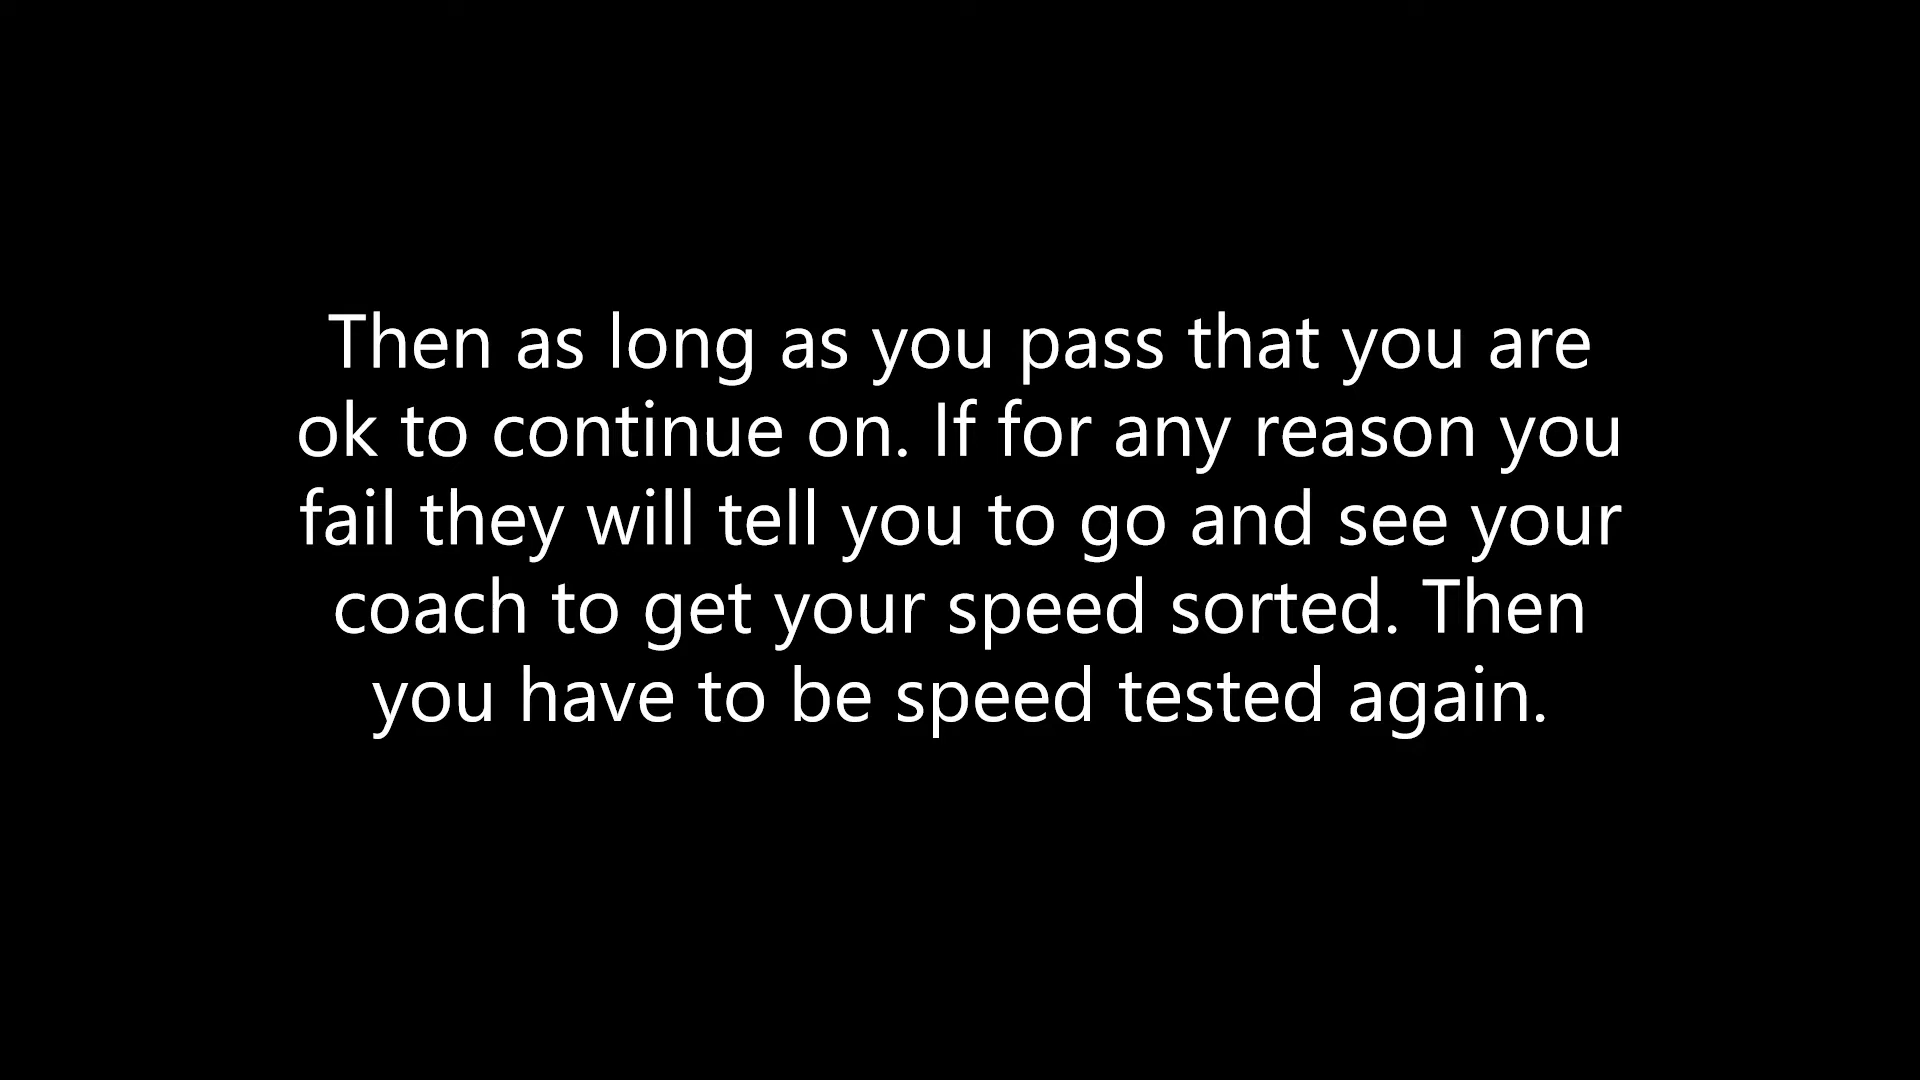 Then as long as you pass that you are
ok to continue on. If for any reason you
fail they will tell you to go and see your
coach to get your speed sorted. Then
you have to be speed tested again.